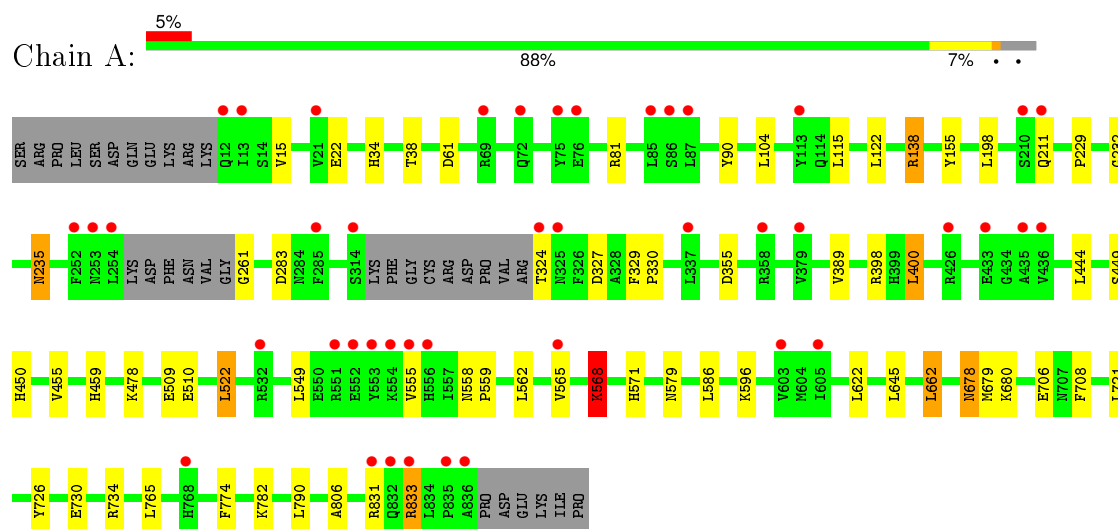 5%
Chain A:
88% 7% • •
SER ARG PRO LEU SER ASP GLN GLU LYS ARG LYS Q12 I13 S14 V15 V21 E22 H34 T38 D61 R69 Q72 Y75 E76 R81 L85 S86 L87 Y90 L104 Y113 Q114 L115 L122 R138 Y155 L198 S210 Q211 P229
N235 F252 N253 L254 LYS ASP PHE ASN VAL GLY G261 D283 N284 F285 S314 LYS PHE GLY CYS ARG ASP PRO VAL ARG T324 N325 F326 D327 A328 F329 P330 L337 D355 R358 V379 V389 R398 H399 L400 R426 E433 G434 A435 V436 L444 S449
H450 V455 H459 K478 E509 E510 L522 R532 L549 E550 R551 E552 Y553 K554 V555 H556 I557 N558 P559 L562 V565 K568 H571 N579 L586 K596 V603 M604 I605 L622 L645 L662 N678 M679 K680 E706 N707 F708 L721
Y726 E730 R734 L765 H768 F774 K782 L790 A806 R831 Q832 R833 L834 P835 A836 PRO ASP GLU LYS ILE PRO